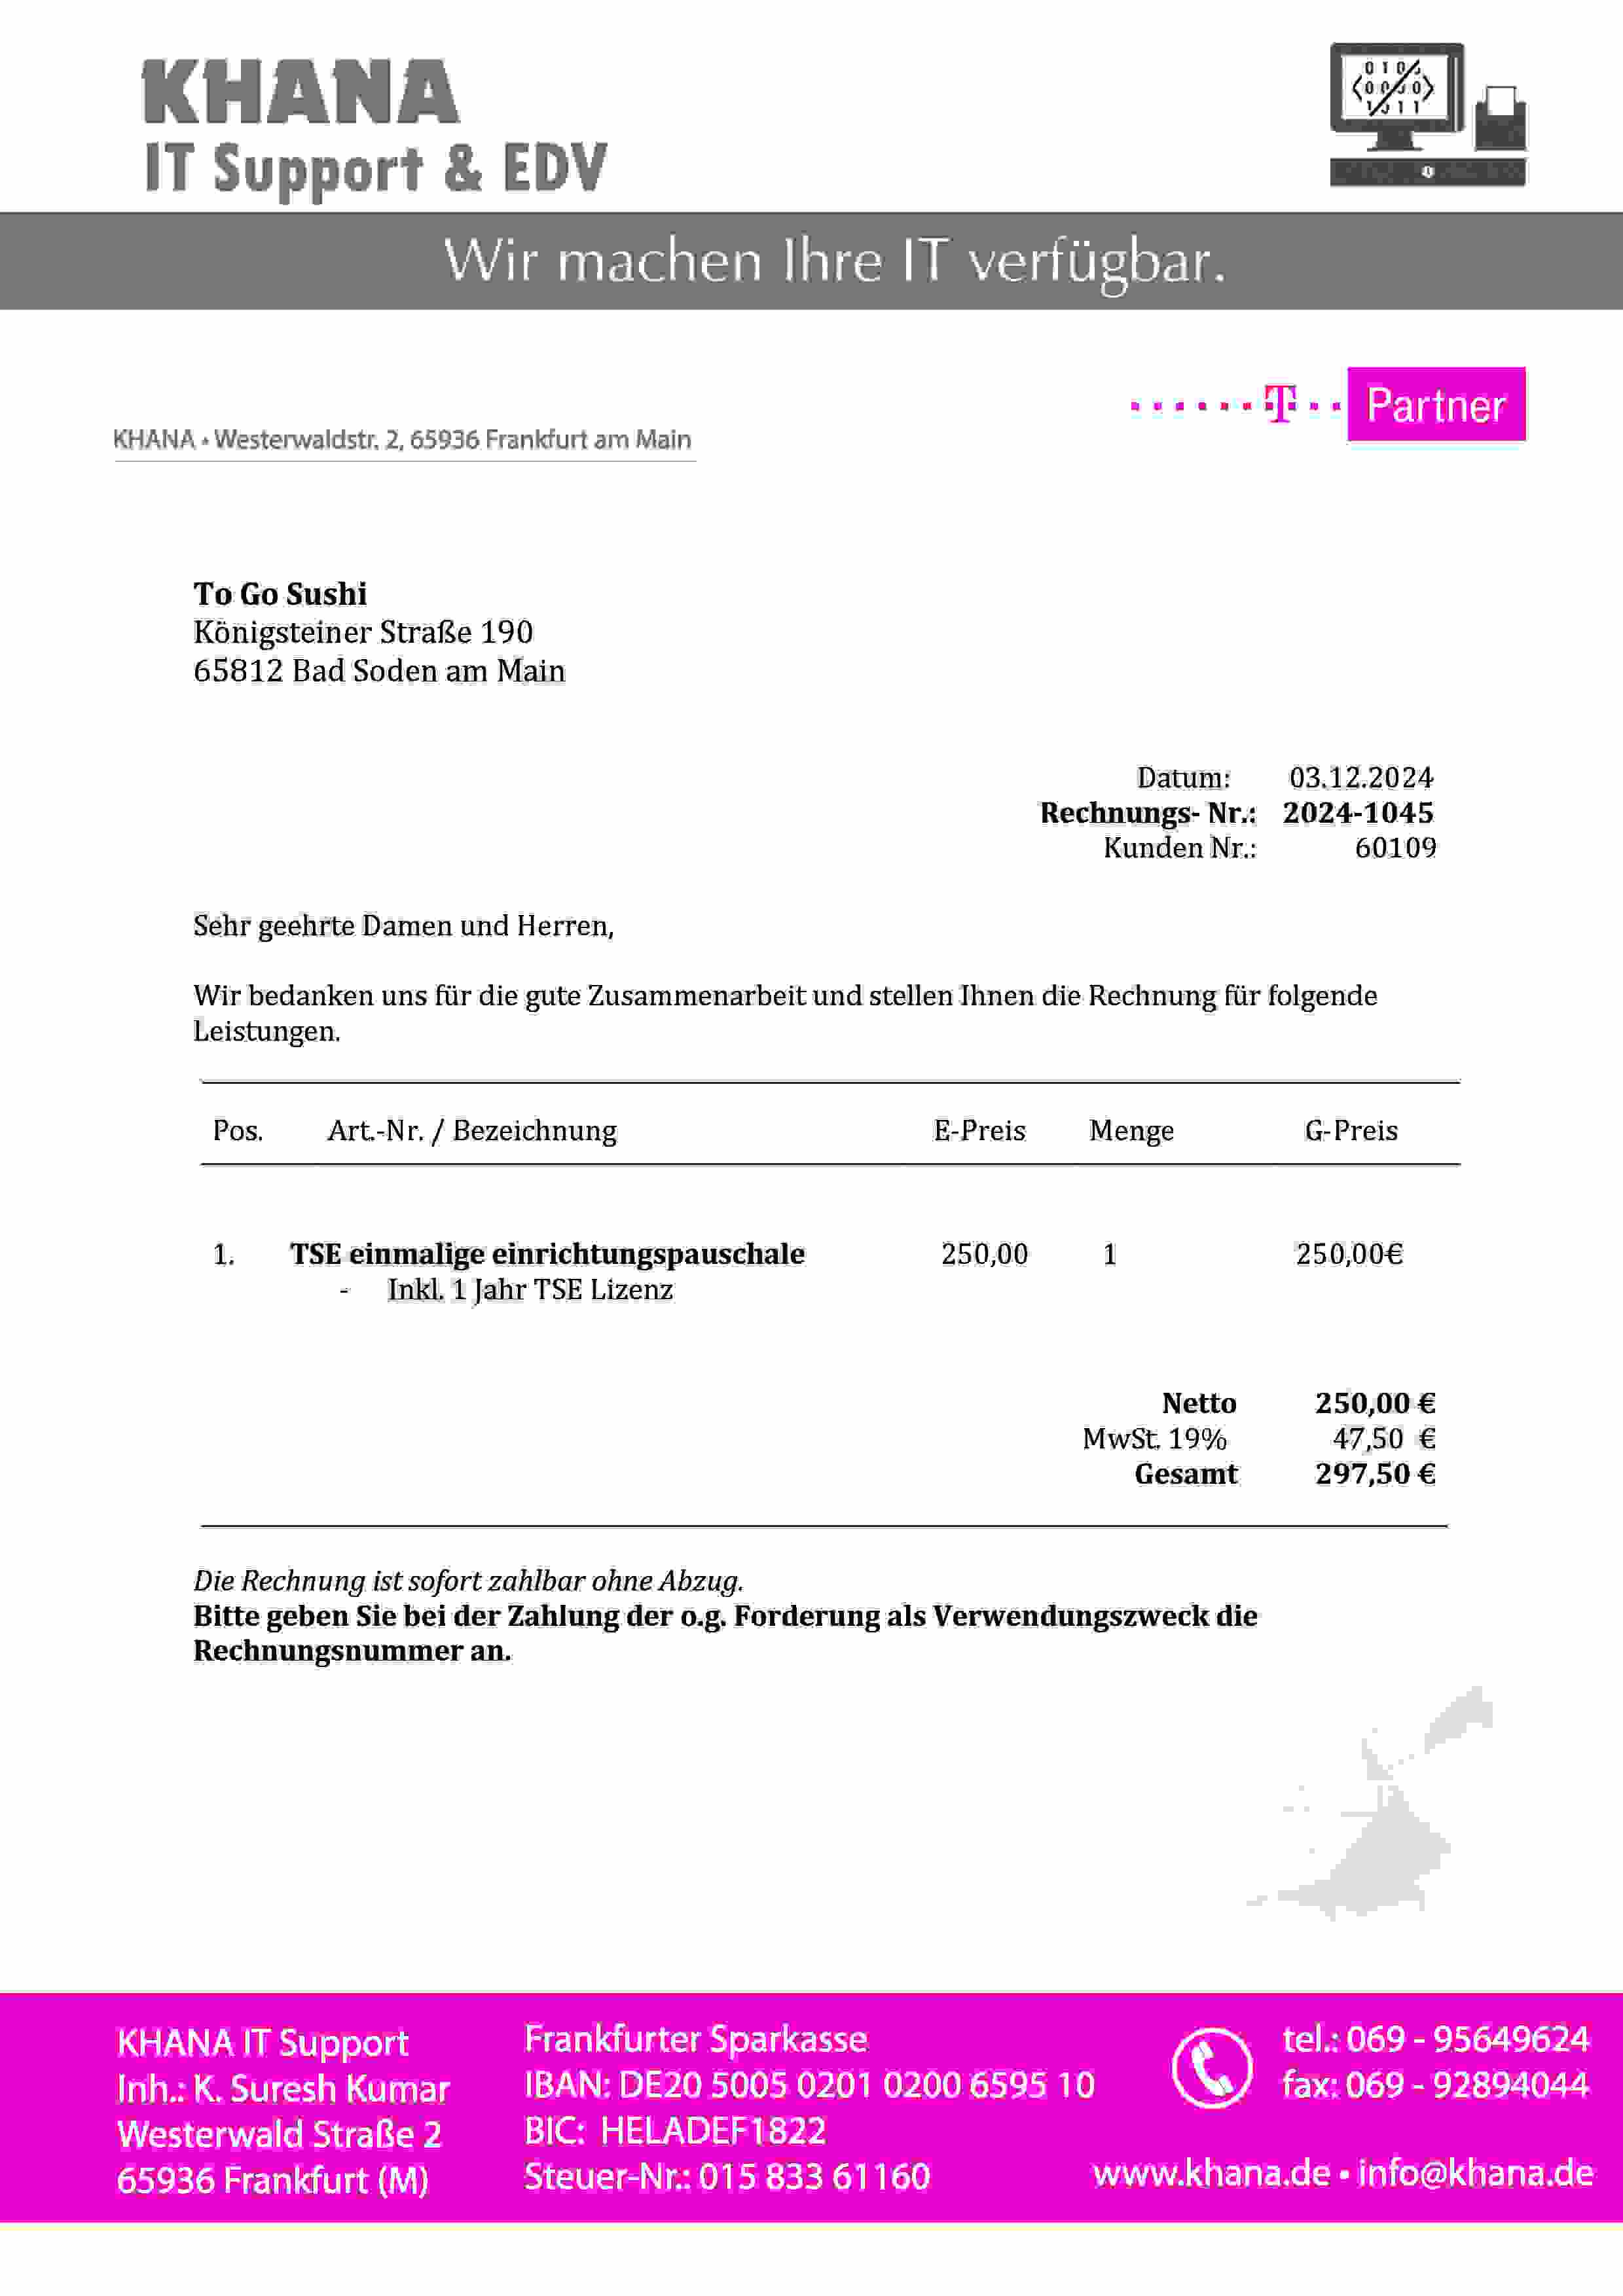 KHANA
IT Support & EDV
Wir machen Ihre IT verfügbar.
T Partner
KHANA • Westerwaldstr. 2, 65936 Frankfurt am Main
To Go Sushi
Königsteiner Straße 190
65812 Bad Soden am Main
Datum: 03.12.2024
Rechnungs- Nr.: 2024-1045
Kunden Nr.: 60109
Sehr geehrte Damen und Herren,
Wir bedanken uns für die gute Zusammenarbeit und stellen Ihnen die Rechnung für folgende
Leistungen.
Pos. Art.-Nr. / Bezeichnung E-Preis Menge G-Preis
1. TSE einmalige einrichtungspauschale 250,00 1 250,00€
- Inkl. 1 Jahr TSE Lizenz
Netto 250,00 €
MwSt. 19% 47,50 €
Gesamt 297,50 €
Die Rechnung ist sofort zahlbar ohne Abzug.
Bitte geben Sie bei der Zahlung der o.g. Forderung als Verwendungszweck die
Rechnungsnummer an.
KHANA IT Support
Inh.: K. Suresh Kumar
Westerwald Straße 2
65936 Frankfurt (M)
Frankfurter Sparkasse
IBAN: DE20 5005 0201 0200 6595 10
BIC: HELADEF1822
Steuer-Nr.: 015 833 61160
tel.: 069 - 95649624
fax: 069 - 92894044
www.khana.de • info@khana.de